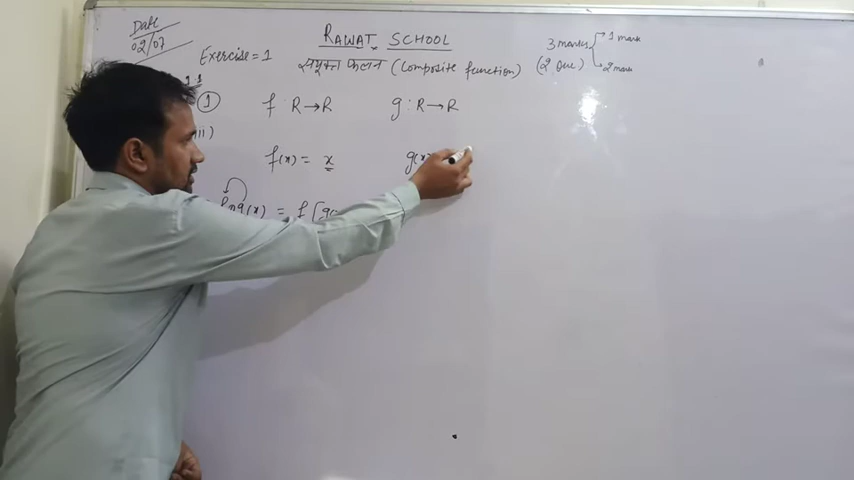 Date
02/07
RAWAT SCHOOL
Exercise = 1
संयुक्त फलन (Composite function)
3 marks 1 mark
(2 Que) 2 mark
1 f : R → R g : R → R
f(x) = x g(x)
fog(x) = f [g(